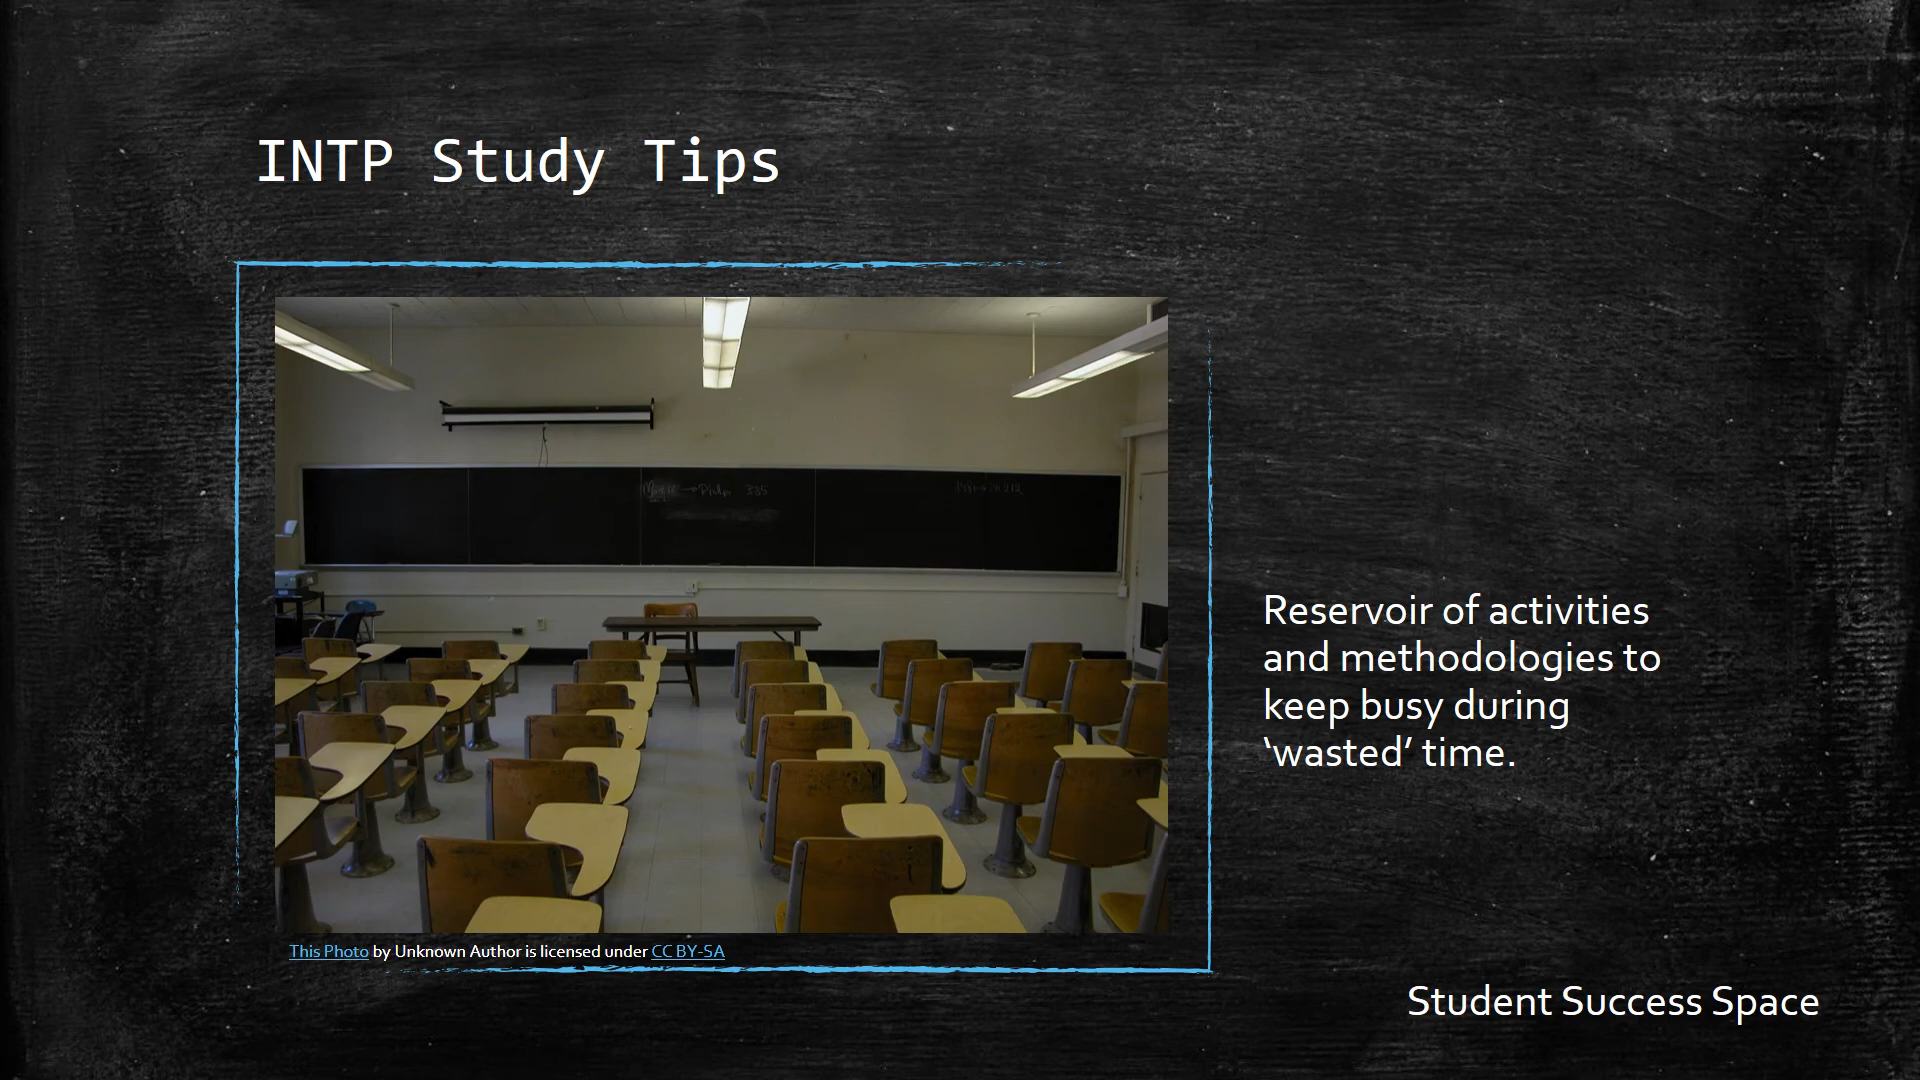 INTP Study Tips
Reservoir of activities
and methodologies to
keep busy during
‘wasted’ time.
This Photo by Unknown Author is licensed under CC BY-SA
Student Success Space